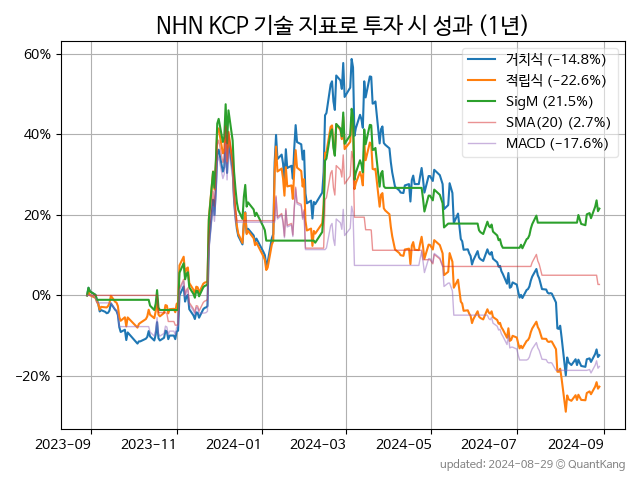 NHN KCP 기술 지표로 투자 시 성과 (1년)
거치식 (−14.8%)
적립식 (−22.6%)
SigM (21.5%)
SMA(20) (2.7%)
MACD (−17.6%)
60%
40%
20%
0%
−20%
2023-09 2023-11 2024-01 2024-03 2024-05 2024-07 2024-09
updated: 2024-08-29 © QuantKang